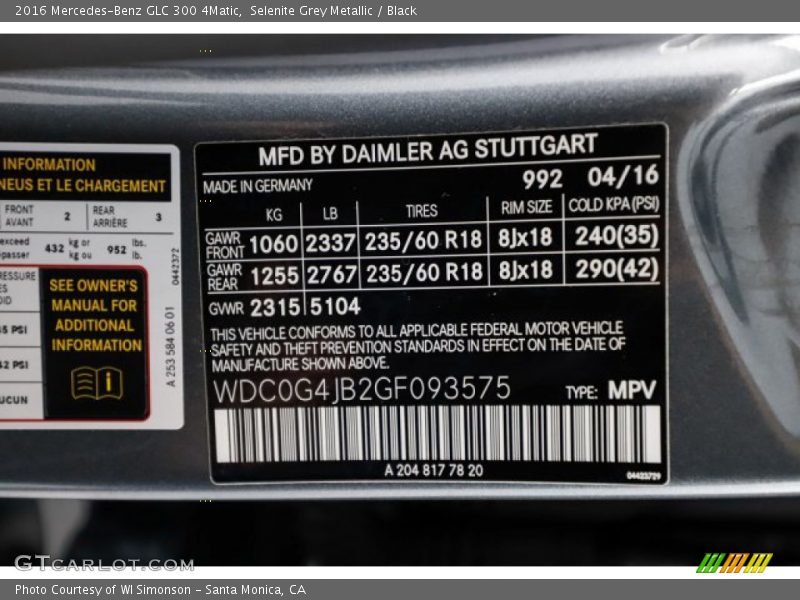 2016 Mercedes-Benz GLC 300 4Matic, Selenite Grey Metallic / Black
INFORMATION
NEUS ET LE CHARGEMENT
FRONT AVANT 2 REAR ARRIÈRE 3
432 kg or kg ou 952 lbs. lb.
0442372
5 PSI
2 PSI
SEE OWNER'S
MANUAL FOR
ADDITIONAL
INFORMATION
A 253 584 06 01
MFD BY DAIMLER AG STUTTGART
MADE IN GERMANY 992 04/16
KG LB TIRES RIM SIZE COLD KPA(PSI)
GAWR FRONT 1060 2337 235/60 R18 8Jx18 240(35)
GAWR REAR 1255 2767 235/60 R18 8Jx18 290(42)
GVWR 2315 5104
THIS VEHICLE CONFORMS TO ALL APPLICABLE FEDERAL MOTOR VEHICLE
SAFETY AND THEFT PREVENTION STANDARDS IN EFFECT ON THE DATE OF
MANUFACTURE SHOWN ABOVE.
WDC0G4JB2GF093575 TYPE: MPV
A 204 817 78 20
04423729
GTCARLOT.COM
Photo Courtesy of WI Simonson - Santa Monica, CA